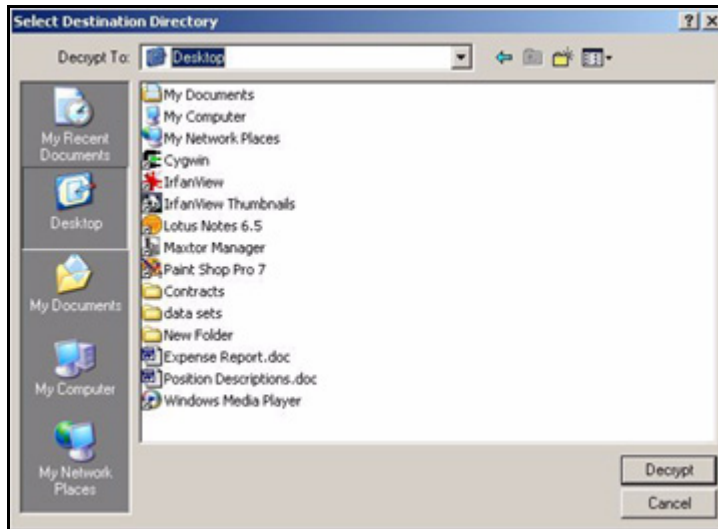 Select Destination Directory
Decrypt To:
Desktop
My Recent
Documents
Desktop
My Documents
My Computer
My Network
Places
My Documents
My Computer
My Network Places
Cygwin
IrfanView
IrfanView Thumbnails
Lotus Notes 6.5
Maxtor Manager
Paint Shop Pro 7
Contracts
data sets
New Folder
Expense Report.doc
Position Descriptions.doc
Windows Media Player
Decrypt
Cancel